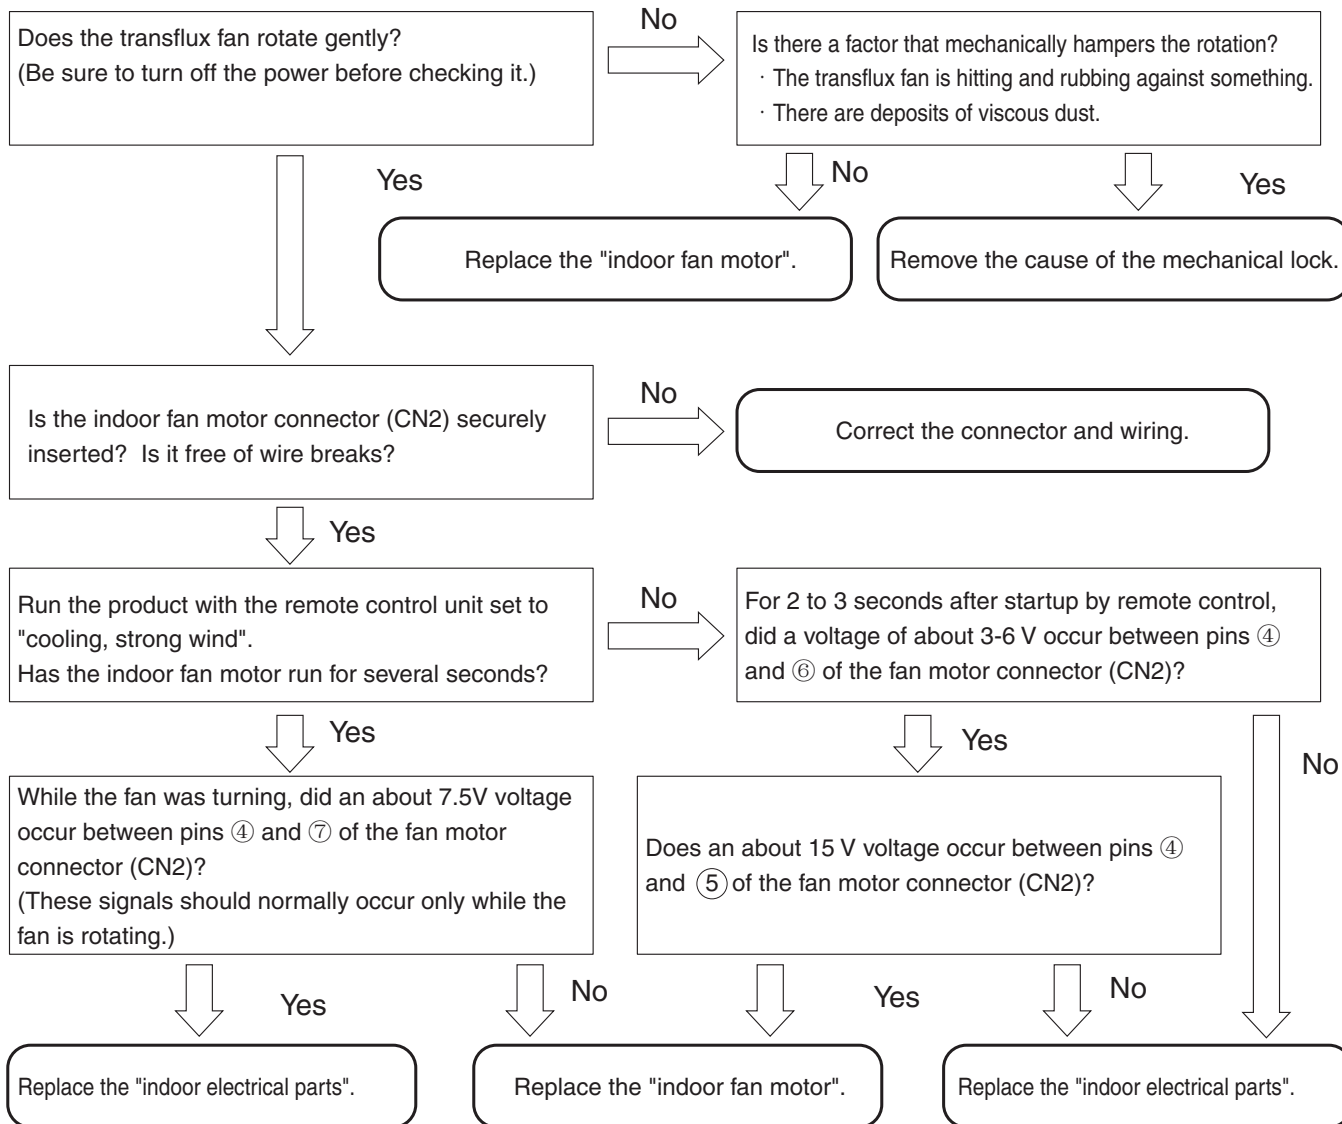 Does the transflux fan rotate gently?
(Be sure to turn off the power before checking it.)
No
Is there a factor that mechanically hampers the rotation?
· The transflux fan is hitting and rubbing against something.
· There are deposits of viscous dust.
Yes
No
Yes
Replace the "indoor fan motor".
Remove the cause of the mechanical lock.
Is the indoor fan motor connector (CN2) securely
inserted?  Is it free of wire breaks?
No
Correct the connector and wiring.
Yes
Run the product with the remote control unit set to
"cooling, strong wind".
Has the indoor fan motor run for several seconds?
No
For 2 to 3 seconds after startup by remote control,
did a voltage of about 3-6 V occur between pins ④
and ⑥ of the fan motor connector (CN2)?
Yes
Yes
No
While the fan was turning, did an about 7.5V voltage
occur between pins ④ and ⑦ of the fan motor
connector (CN2)?
(These signals should normally occur only while the
fan is rotating.)
Does an about 15 V voltage occur between pins ④
and ⑤ of the fan motor connector (CN2)?
Yes
No
Yes
No
Replace the "indoor electrical parts".
Replace the "indoor fan motor".
Replace the "indoor electrical parts".